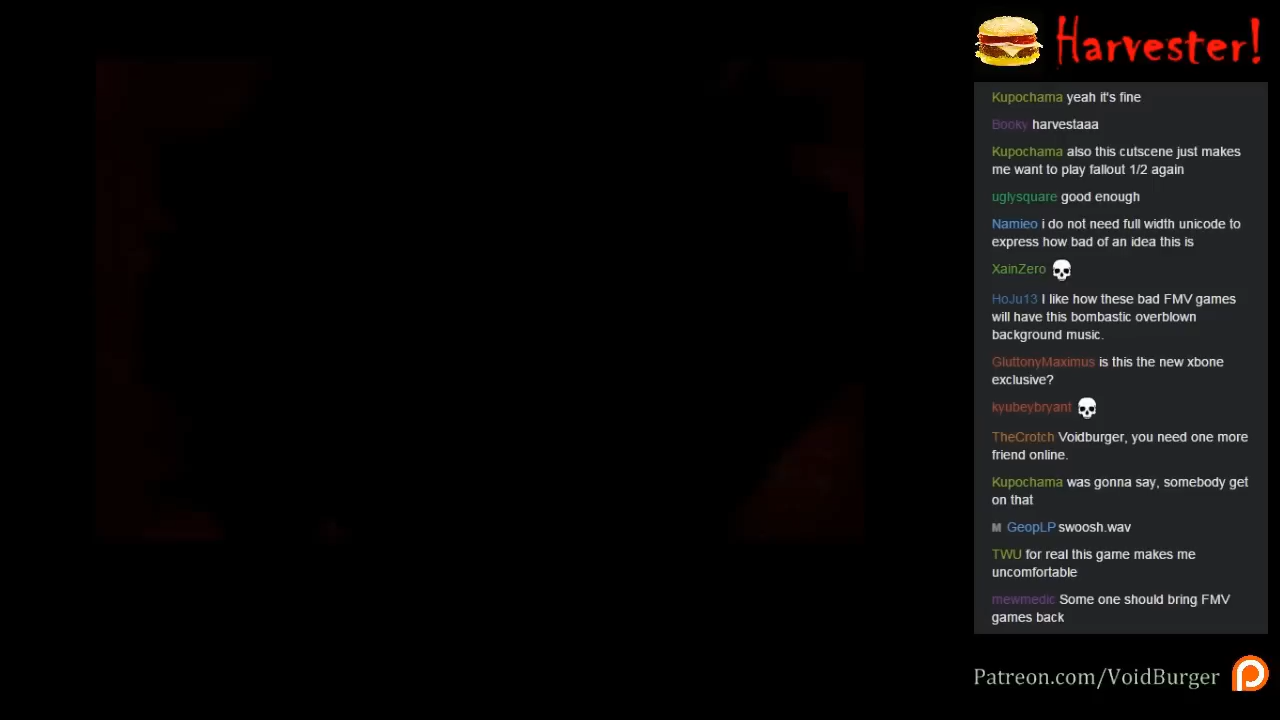 Harvester!
Kupochama yeah it's fine
Booky harvestaaa
Kupochama also this cutscene just makes
me want to play fallout 1/2 again
uglysquare good enough
Namieo i do not need full width unicode to
express how bad of an idea this is
XainZero
HoJu13 I like how these bad FMV games
will have this bombastic overblown
background music.
GluttonyMaximus is this the new xbone
exclusive?
kyubeybryant
TheCrotch Voidburger, you need one more
friend online.
Kupochama was gonna say, somebody get
on that
M GeopLP swoosh.wav
TWU for real this game makes me
uncomfortable
mewmedic Some one should bring FMV
games back
Patreon.com/VoidBurger